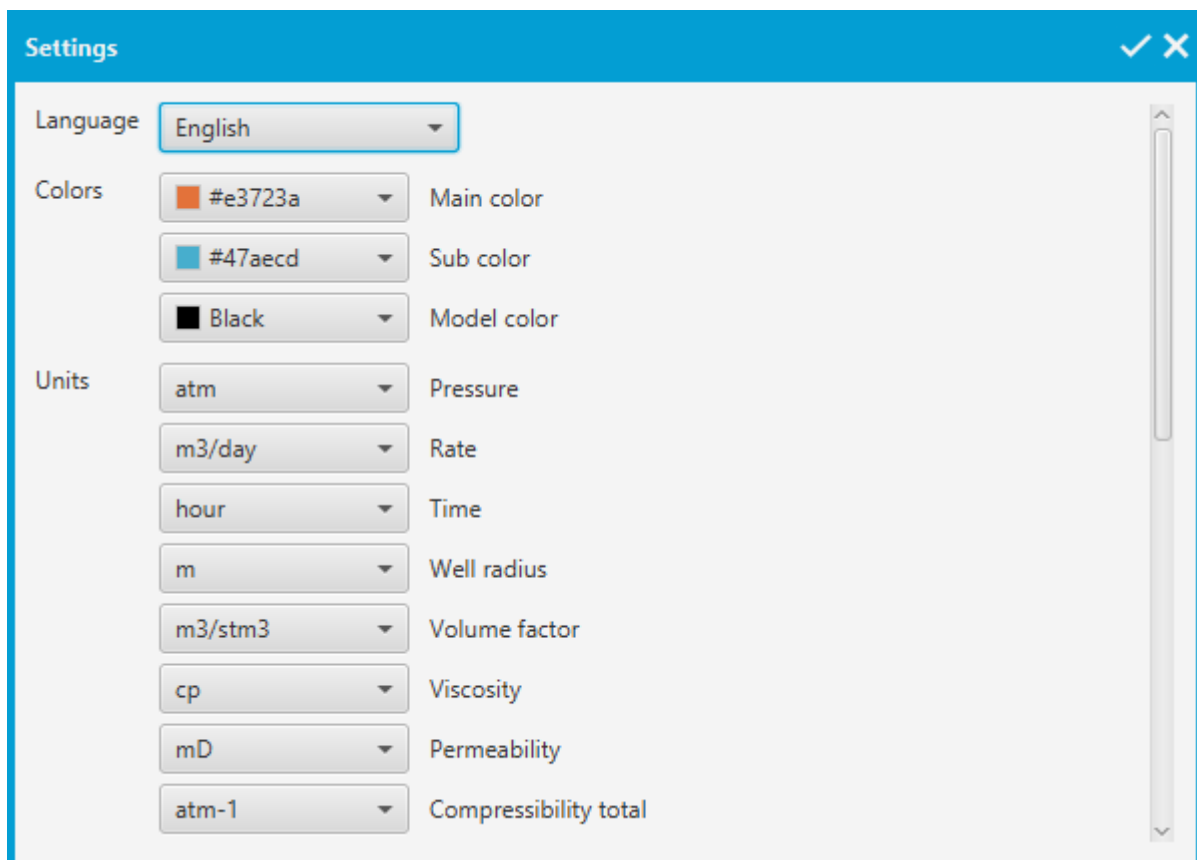 Settings
Language English
Colors #e3723a Main color
#47aecd Sub color
Black Model color
Units atm Pressure
m3/day Rate
hour Time
m Well radius
m3/stm3 Volume factor
cp Viscosity
mD Permeability
atm-1 Compressibility total